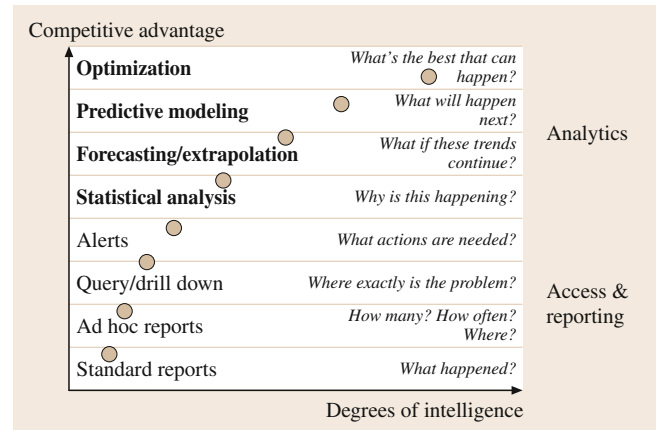 Competitive advantage
Optimization
What's the best that can
happen?
Predictive modeling
What will happen
next?
Forecasting/extrapolation
What if these trends
continue?
Statistical analysis
Why is this happening?
Analytics
Alerts
What actions are needed?
Query/drill down
Where exactly is the problem?
Ad hoc reports
How many? How often?
Where?
Standard reports
What happened?
Access &
reporting
Degrees of intelligence